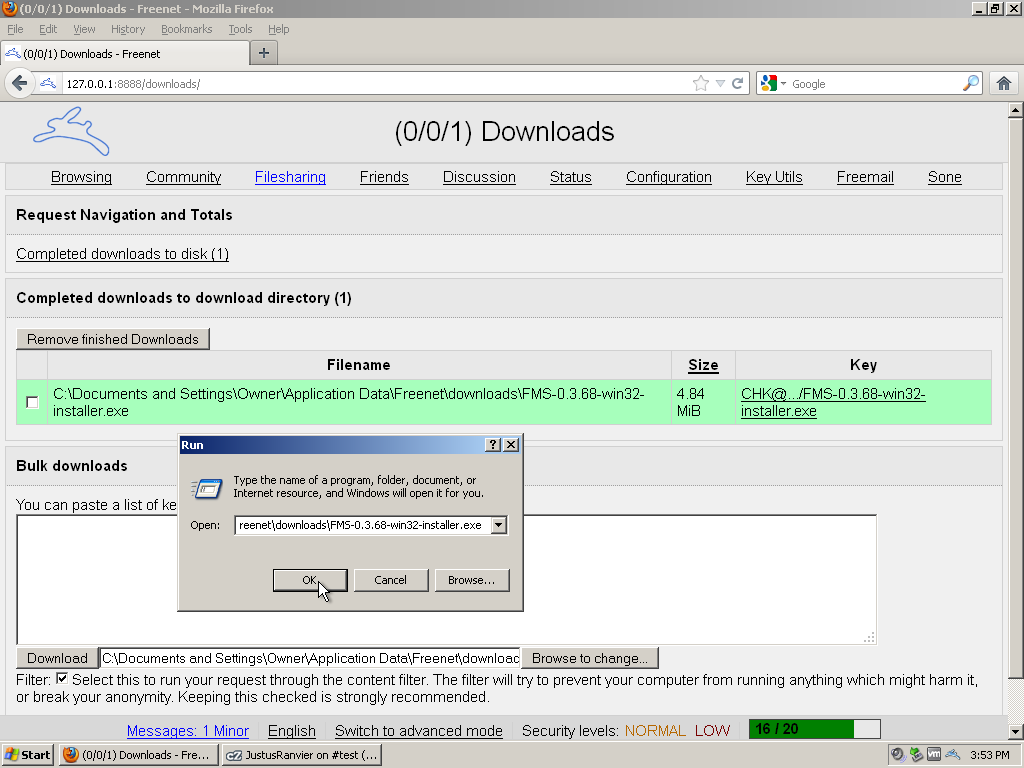 (0/0/1) Downloads - Freenet - Mozilla Firefox
File Edit View History Bookmarks Tools Help
(0/0/1) Downloads - Freenet
127.0.0.1:8888/downloads/
Google
(0/0/1) Downloads
Browsing Community Filesharing Friends Discussion Status Configuration Key Utils Freemail Sone
Request Navigation and Totals
Completed downloads to disk (1)
Completed downloads to download directory (1)
Remove finished Downloads
Filename Size Key
C:\Documents and Settings\Owner\Application Data\Freenet\downloads\FMS-0.3.68-win32-installer.exe
4.84 MiB
CHK@.../FMS-0.3.68-win32-installer.exe
Bulk downloads
You can paste a list of ke
Run
Type the name of a program, folder, document, or
Internet resource, and Windows will open it for you.
Open: reenet\downloads\FMS-0.3.68-win32-installer.exe
OK Cancel Browse...
Download C:\Documents and Settings\Owner\Application Data\Freenet\downloac Browse to change...
Filter: Select this to run your request through the content filter. The filter will try to prevent your computer from running anything which might harm it,
or break your anonymity. Keeping this checked is strongly recommended.
Messages: 1 Minor English Switch to advanced mode Security levels: NORMAL LOW 16 / 20
Start (0/0/1) Downloads - Fre... JustusRanvier on #test (... 3:53 PM